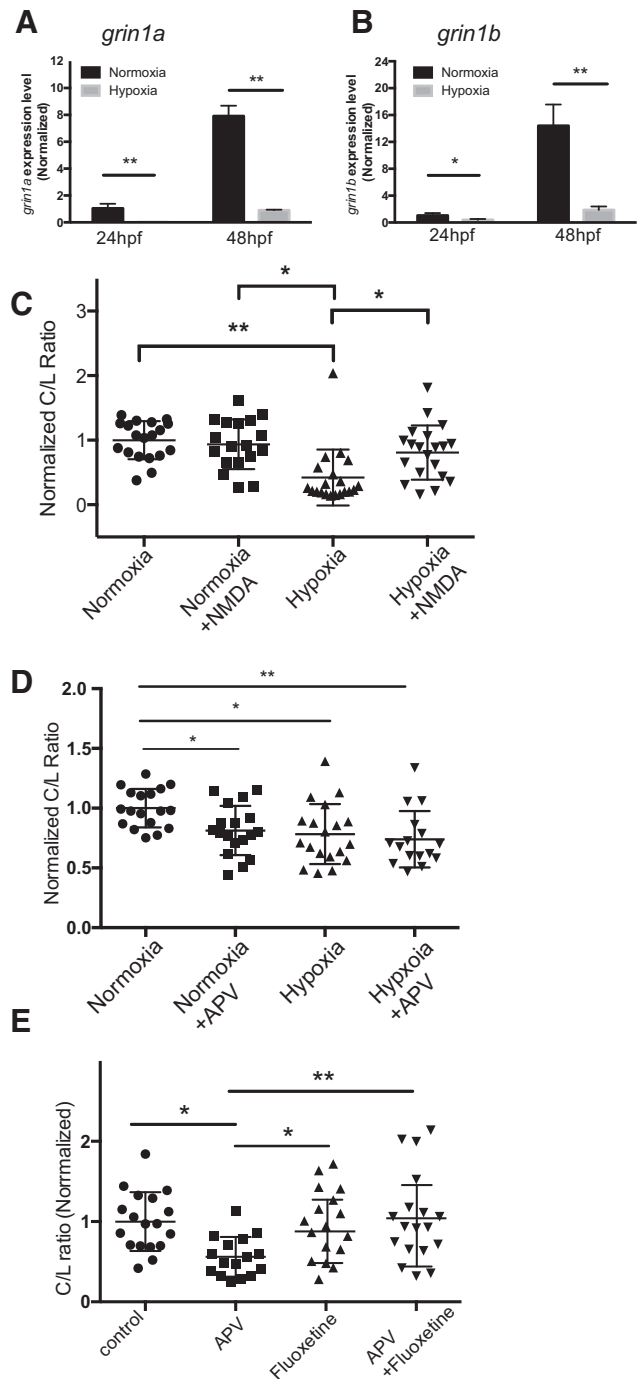 A
grin1a
grin1a expression level
(Normalized)
12
10
8
6
4
2
0
Normoxia
Hypoxia
**
**
24hpf
48hpf
B
grin1b
grin1b expression level
(Normalized)
24
20
16
12
8
4
0
Normoxia
Hypoxia
*
**
24hpf
48hpf
C
Normalized C/L Ratio
3
2
1
0
*
*
**
Normoxia
Normoxia
+NMDA
Hypoxia
Hypoxia
+NMDA
D
Normalized C/L Ratio
2.0
1.5
1.0
0.5
0.0
**
*
*
Normoxia
Normoxia
+APV
Hypoxia
Hypxoia
+APV
E
C/L ratio (Norrmalized)
2
1
0
**
*
*
control
APV
Fluoxetine
APV
+Fluoxetine